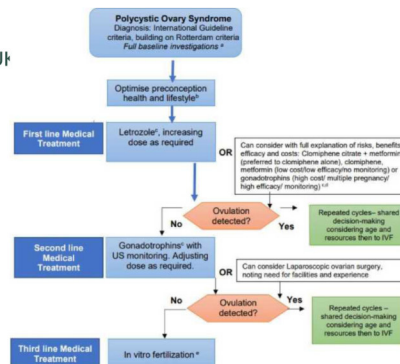 Polycystic Ovary Syndrome
Diagnosis: International Guideline
criteria, building on Rotterdam criteria
Full baseline investigations a
Optimise preconception
health and lifestyle b
First line Medical
Treatment
Letrozole c, increasing
dose as required
OR
Can consider with full explanation of risks, benefits
efficacy and costs: Clomiphene citrate + metformin
(preferred to clomiphene alone), clomiphene,
metformin (low cost/low efficacy/no monitoring) or
gonadotrophins (high cost/ multiple pregnancy/
high efficacy/ monitoring)
No
Ovulation
detected?
Yes
Repeated cycles– shared
decision-making
considering age and
resources then to IVF
Second line
Medical
Treatment
Gonadotrophins c with
US monitoring. Adjusting
dose as required.
OR
Can consider Laparoscopic ovarian surgery,
noting need for facilities and experience
No
Ovulation
detected?
Yes
Repeated cycles –
shared decision-making
considering age and
resources then to IVF
Third line Medical
Treatment
In vitro fertilization e